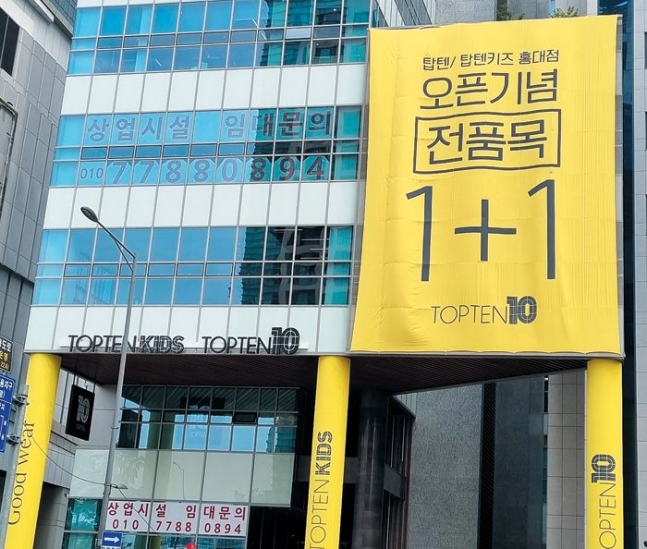 탑텐/ 탑텐키즈 홍대점
오픈기념
전품목
1+1
TOPTEN10
상업시설 임대문의
010 77880894
TOPTEN KIDS TOPTEN10
Good Wear
TOPTEN KIDS
TOPTEN10
상업시설 임대문의
010 7788 0894